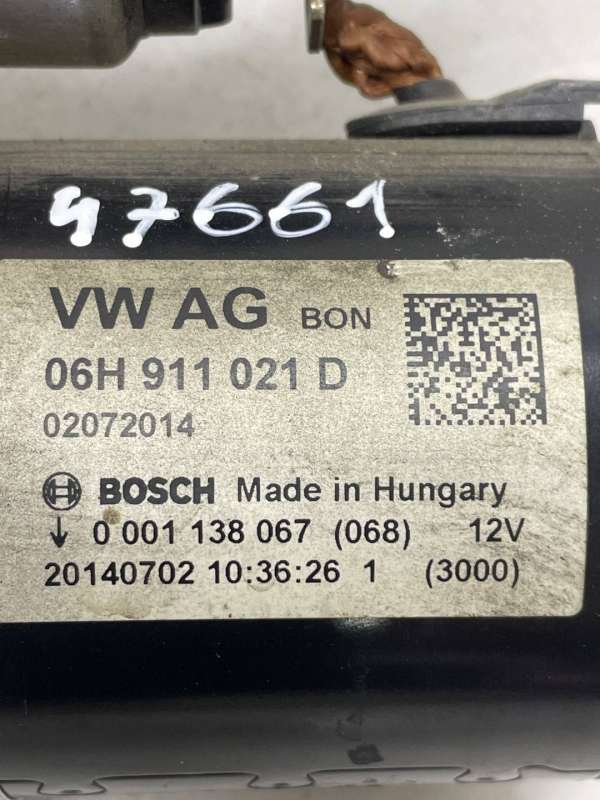 47661
VW AG BON
06H 911 021 D
02072014
BOSCH Made in Hungary
↓ 0 001 138 067 (068) 12V
20140702 10:36:26 1 (3000)